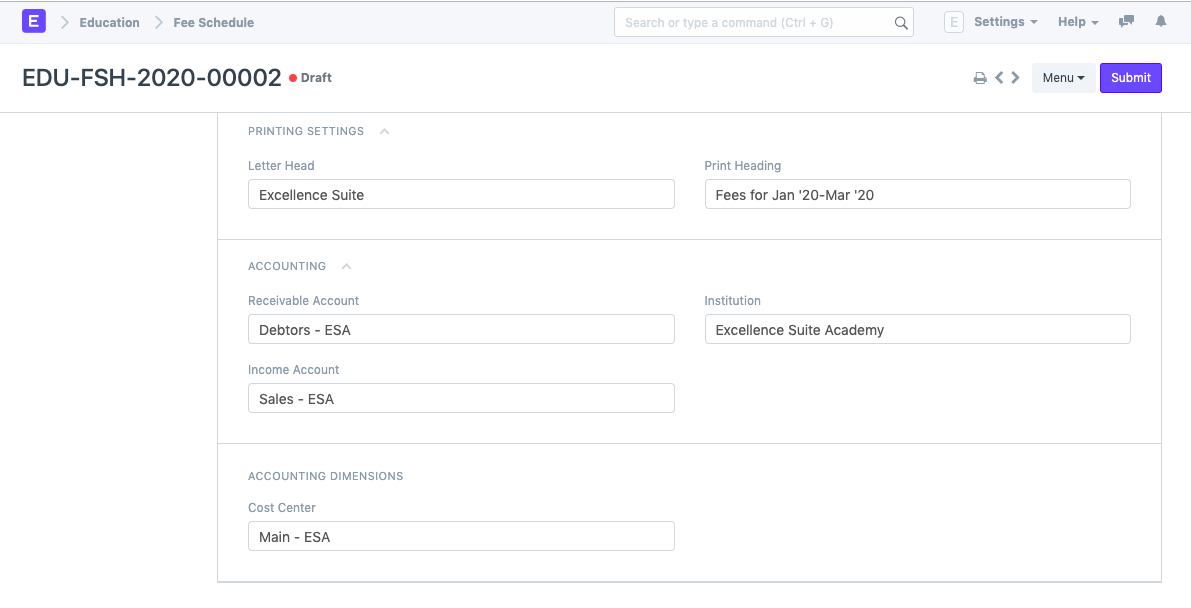 E Education Fee Schedule Search or type a command (Ctrl + G) E Settings Help
EDU-FSH-2020-00002 Draft Menu Submit
PRINTING SETTINGS
Letter Head Print Heading
Excellence Suite Fees for Jan '20-Mar '20
ACCOUNTING
Receivable Account Institution
Debtors - ESA Excellence Suite Academy
Income Account
Sales - ESA
ACCOUNTING DIMENSIONS
Cost Center
Main - ESA